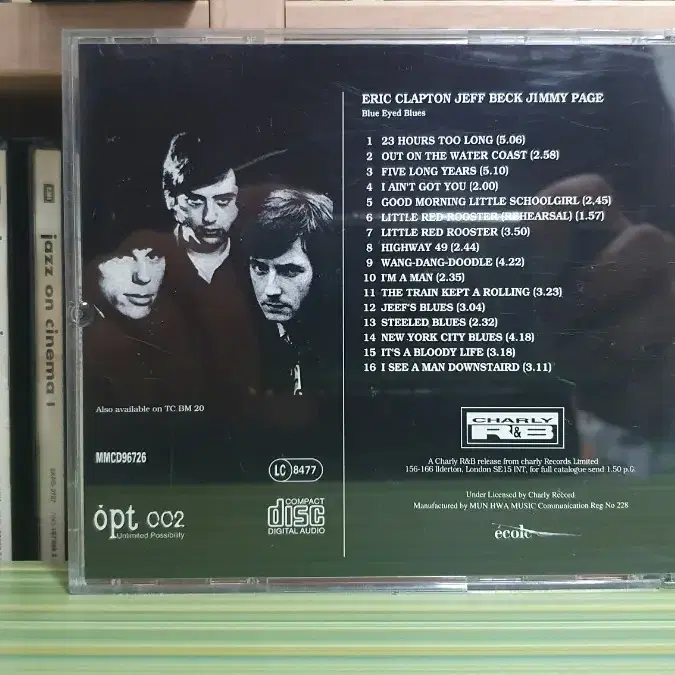 ERIC CLAPTON JEFF BECK JIMMY PAGE
Blue Eyed Blues
1 23 HOURS TOO LONG (5.06)
2 OUT ON THE WATER COAST (2.58)
3 FIVE LONG YEARS (5.10)
4 I AIN'T GOT YOU (2.00)
5 GOOD MORNING LITTLE SCHOOLGIRL (2,45)
6 LITTLE RED ROOSTER (REHEARSAL) (1.57)
7 LITTLE RED ROOSTER (3.50)
8 HIGHWAY 49 (2.44)
9 WANG-DANG-DOODLE (4.22)
10 I'M A MAN (2.35)
11 THE TRAIN KEPT A ROLLING (3.23)
12 JEEF'S BLUES (3.04)
13 STEELED BLUES (2.32)
14 NEW YORK CITY BLUES (4.18)
15 IT'S A BLOODY LIFE (3.18)
16 I SEE A MAN DOWNSTAIRD (3.11)
Also available on TC BM 20
MMCD96726
LC 8477
ópt 002
Unlimited Possibility
COMPACT
disc
DIGITAL AUDIO
CHARLY
R&B
A Charly R&B release from charly Records Limited
156-166 Ilderton. London SE15 INT, for full catalogue send 1.50 p.G.
Under Licensed by Charly Record
Manufactured by MUN HWA MUSIC Communication Reg No 228
école
jazz on cinema I